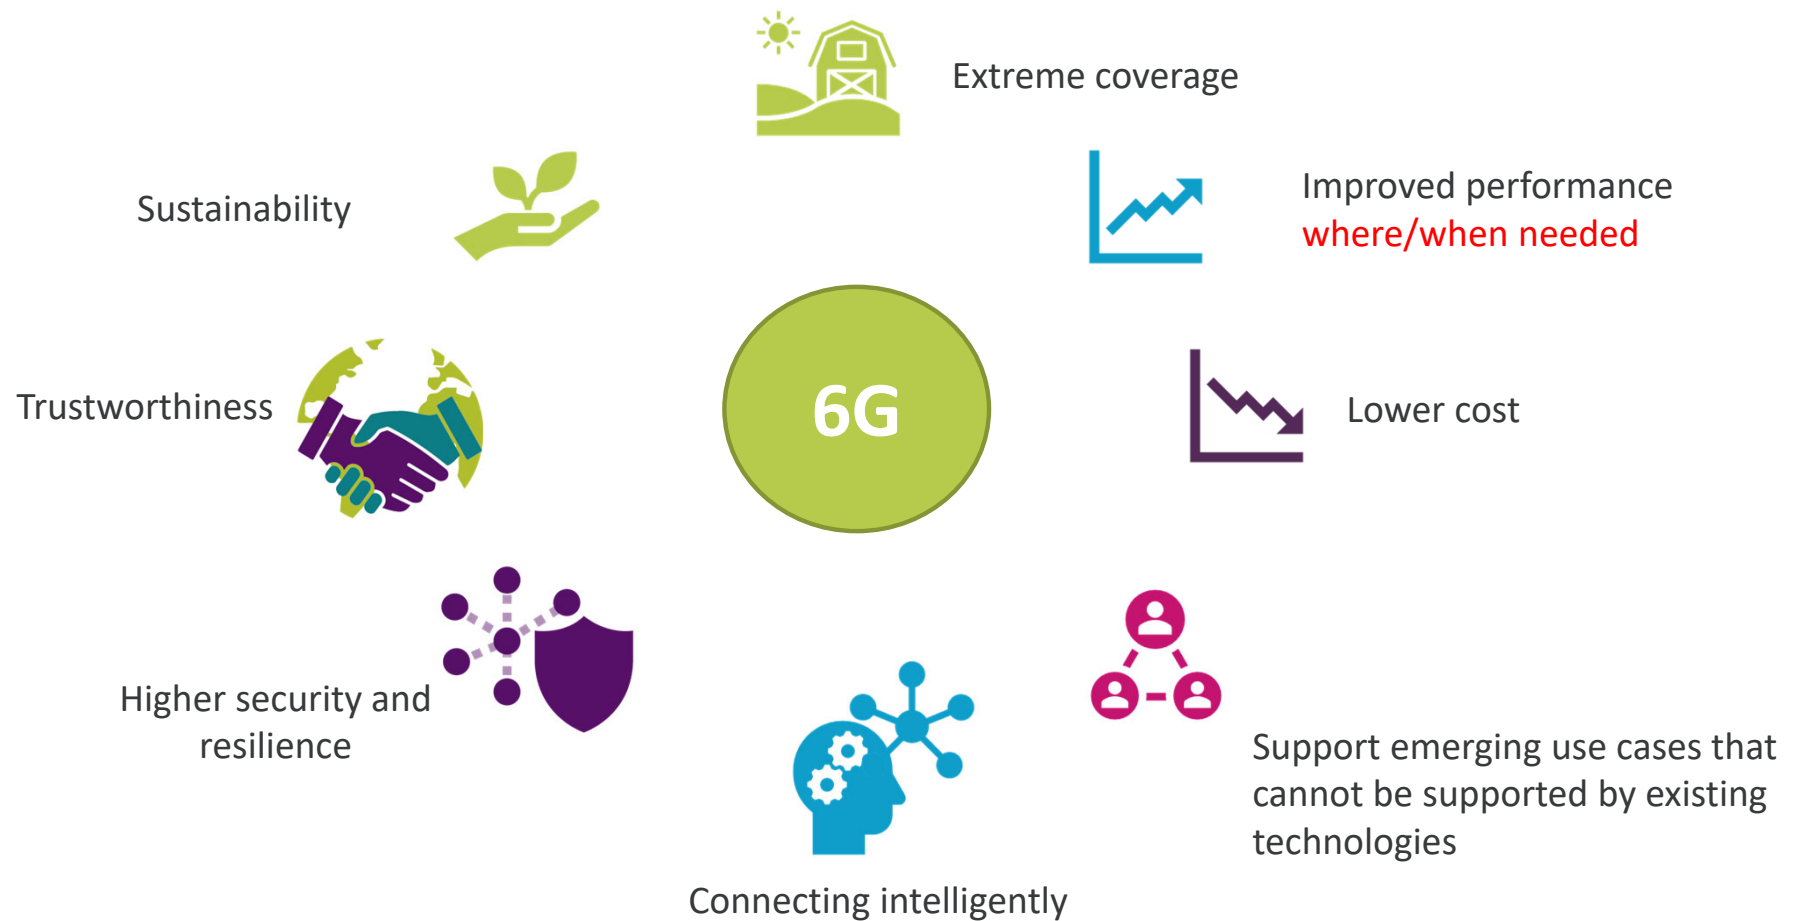 Extreme coverage
Improved performance
where/when needed
Sustainability
6G
Trustworthiness
Lower cost
Higher security and
resilience
Support emerging use cases that
cannot be supported by existing
technologies
Connecting intelligently